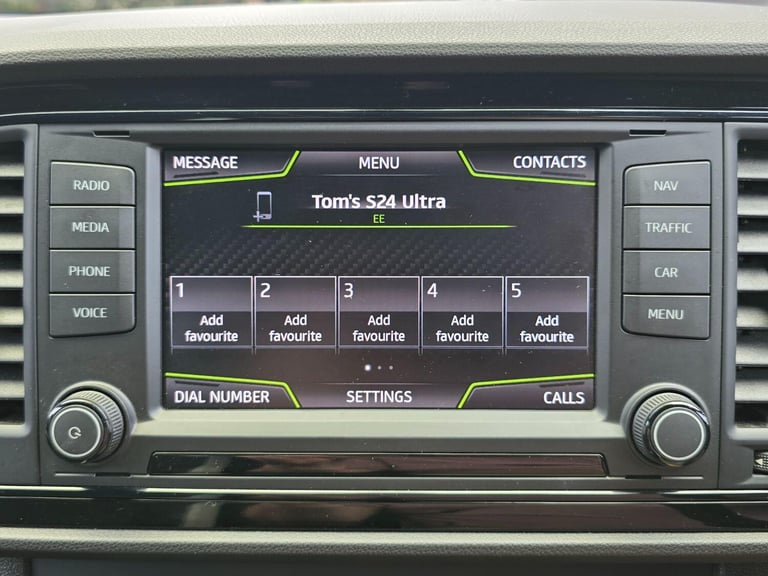 MESSAGE MENU CONTACTS
RADIO
MEDIA
PHONE
VOICE
Tom's S24 Ultra
EE
1 2 3 4 5
Add favourite
Add favourite
Add favourite
Add favourite
Add favourite
DIAL NUMBER SETTINGS CALLS
NAV
TRAFFIC
CAR
MENU